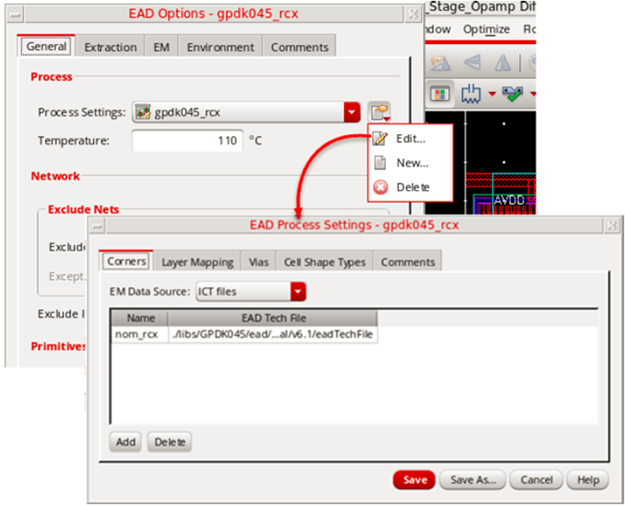 EAD Options - gpdk045_rcx
_Stage_Opamp Dif
General Extraction EM Environment Comments
ndow Optimize Ro
Process
Process Settings: gpdk045_rcx
Temperature: 110 °C
Edit...
New...
Delete
Network
Exclude Nets
AVDD
EAD Process Settings - gpdk045_rcx
Exclude
Except.
Exclude I
Primitives
Corners Layer Mapping Vias Cell Shape Types Comments
EM Data Source: ICT files
Name EAD Tech File
nom_rcx ./libs/GPDK045/ead/...al/v6.1/eadTechFile
Add Delete
Save Save As... Cancel Help